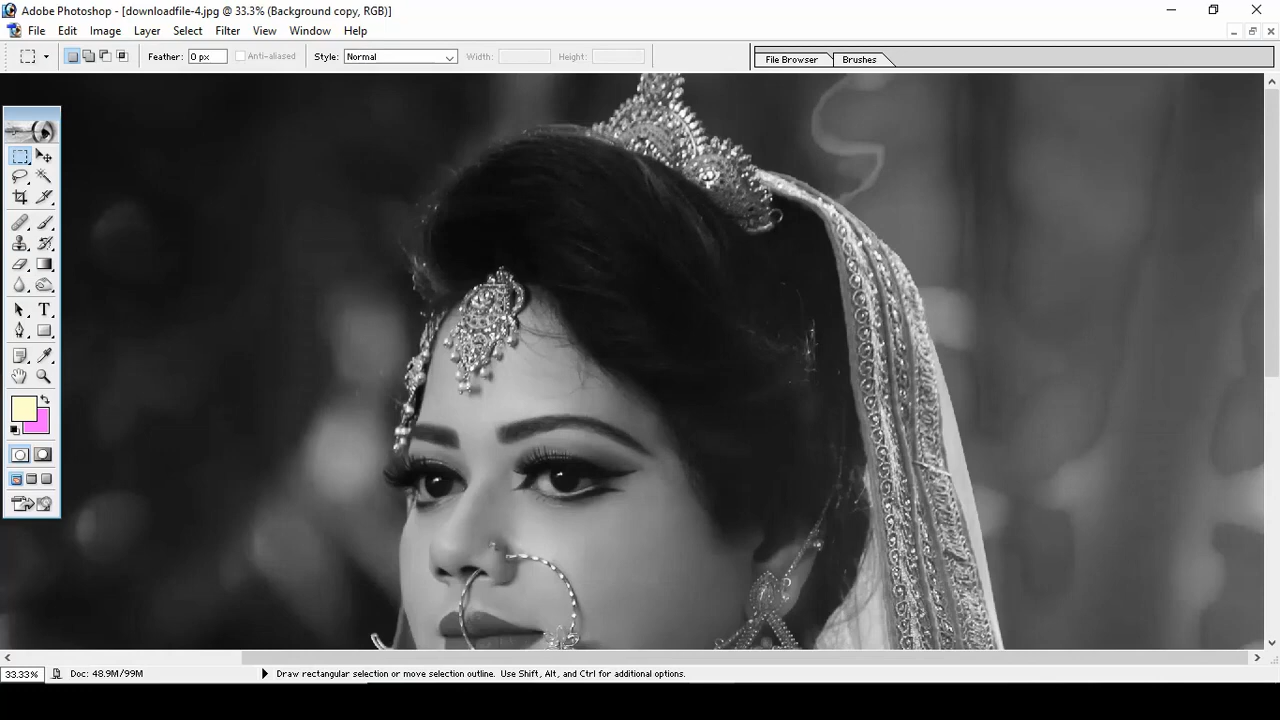 Adobe Photoshop - [downloadfile-4.jpg @ 33.3% (Background copy, RGB)]
File Edit Image Layer Select Filter View Window Help
Feather: 0 px Anti-aliased Style: Normal Width: Height: File Browser Brushes
T
33.33% Doc: 48.9M/99M Draw rectangular selection or move selection outline. Use Shift, Alt, and Ctrl for additional options.